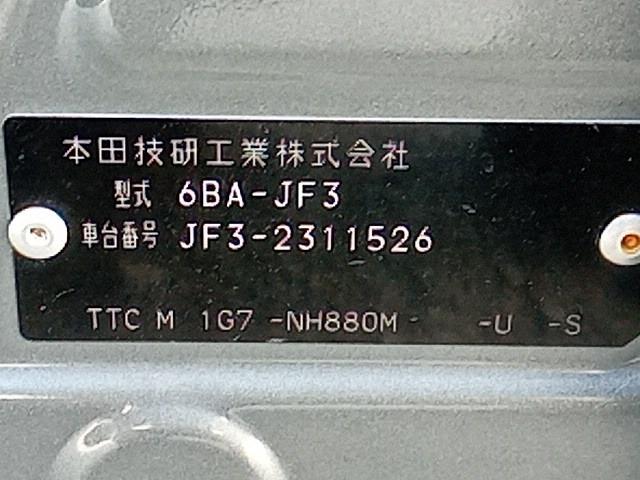 本田技研工業株式会社
型式 6BA-JF3
車台番号 JF3-2311526
TTC M 1G7 -NH880M -U -S